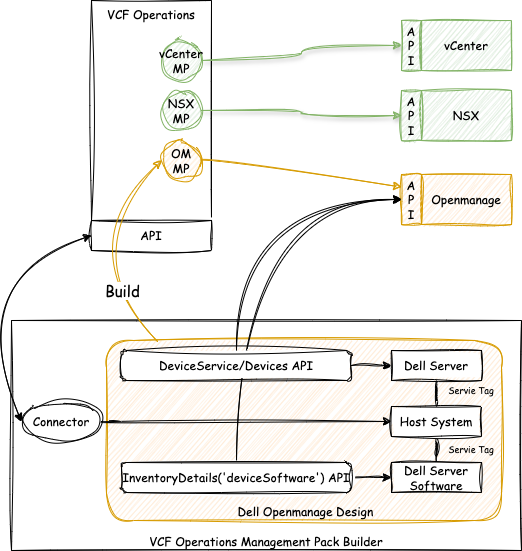 VCF Operations
vCenter
MP
A
P
I
vCenter
NSX
MP
A
P
I
NSX
OM
MP
A
P
I
Openmanage
API
Build
DeviceService/Devices API
Dell Server
Servie Tag
Connector
Host System
Servie Tag
InventoryDetails('deviceSoftware') API
Dell Server
Software
Dell Openmanage Design
VCF Operations Management Pack Builder